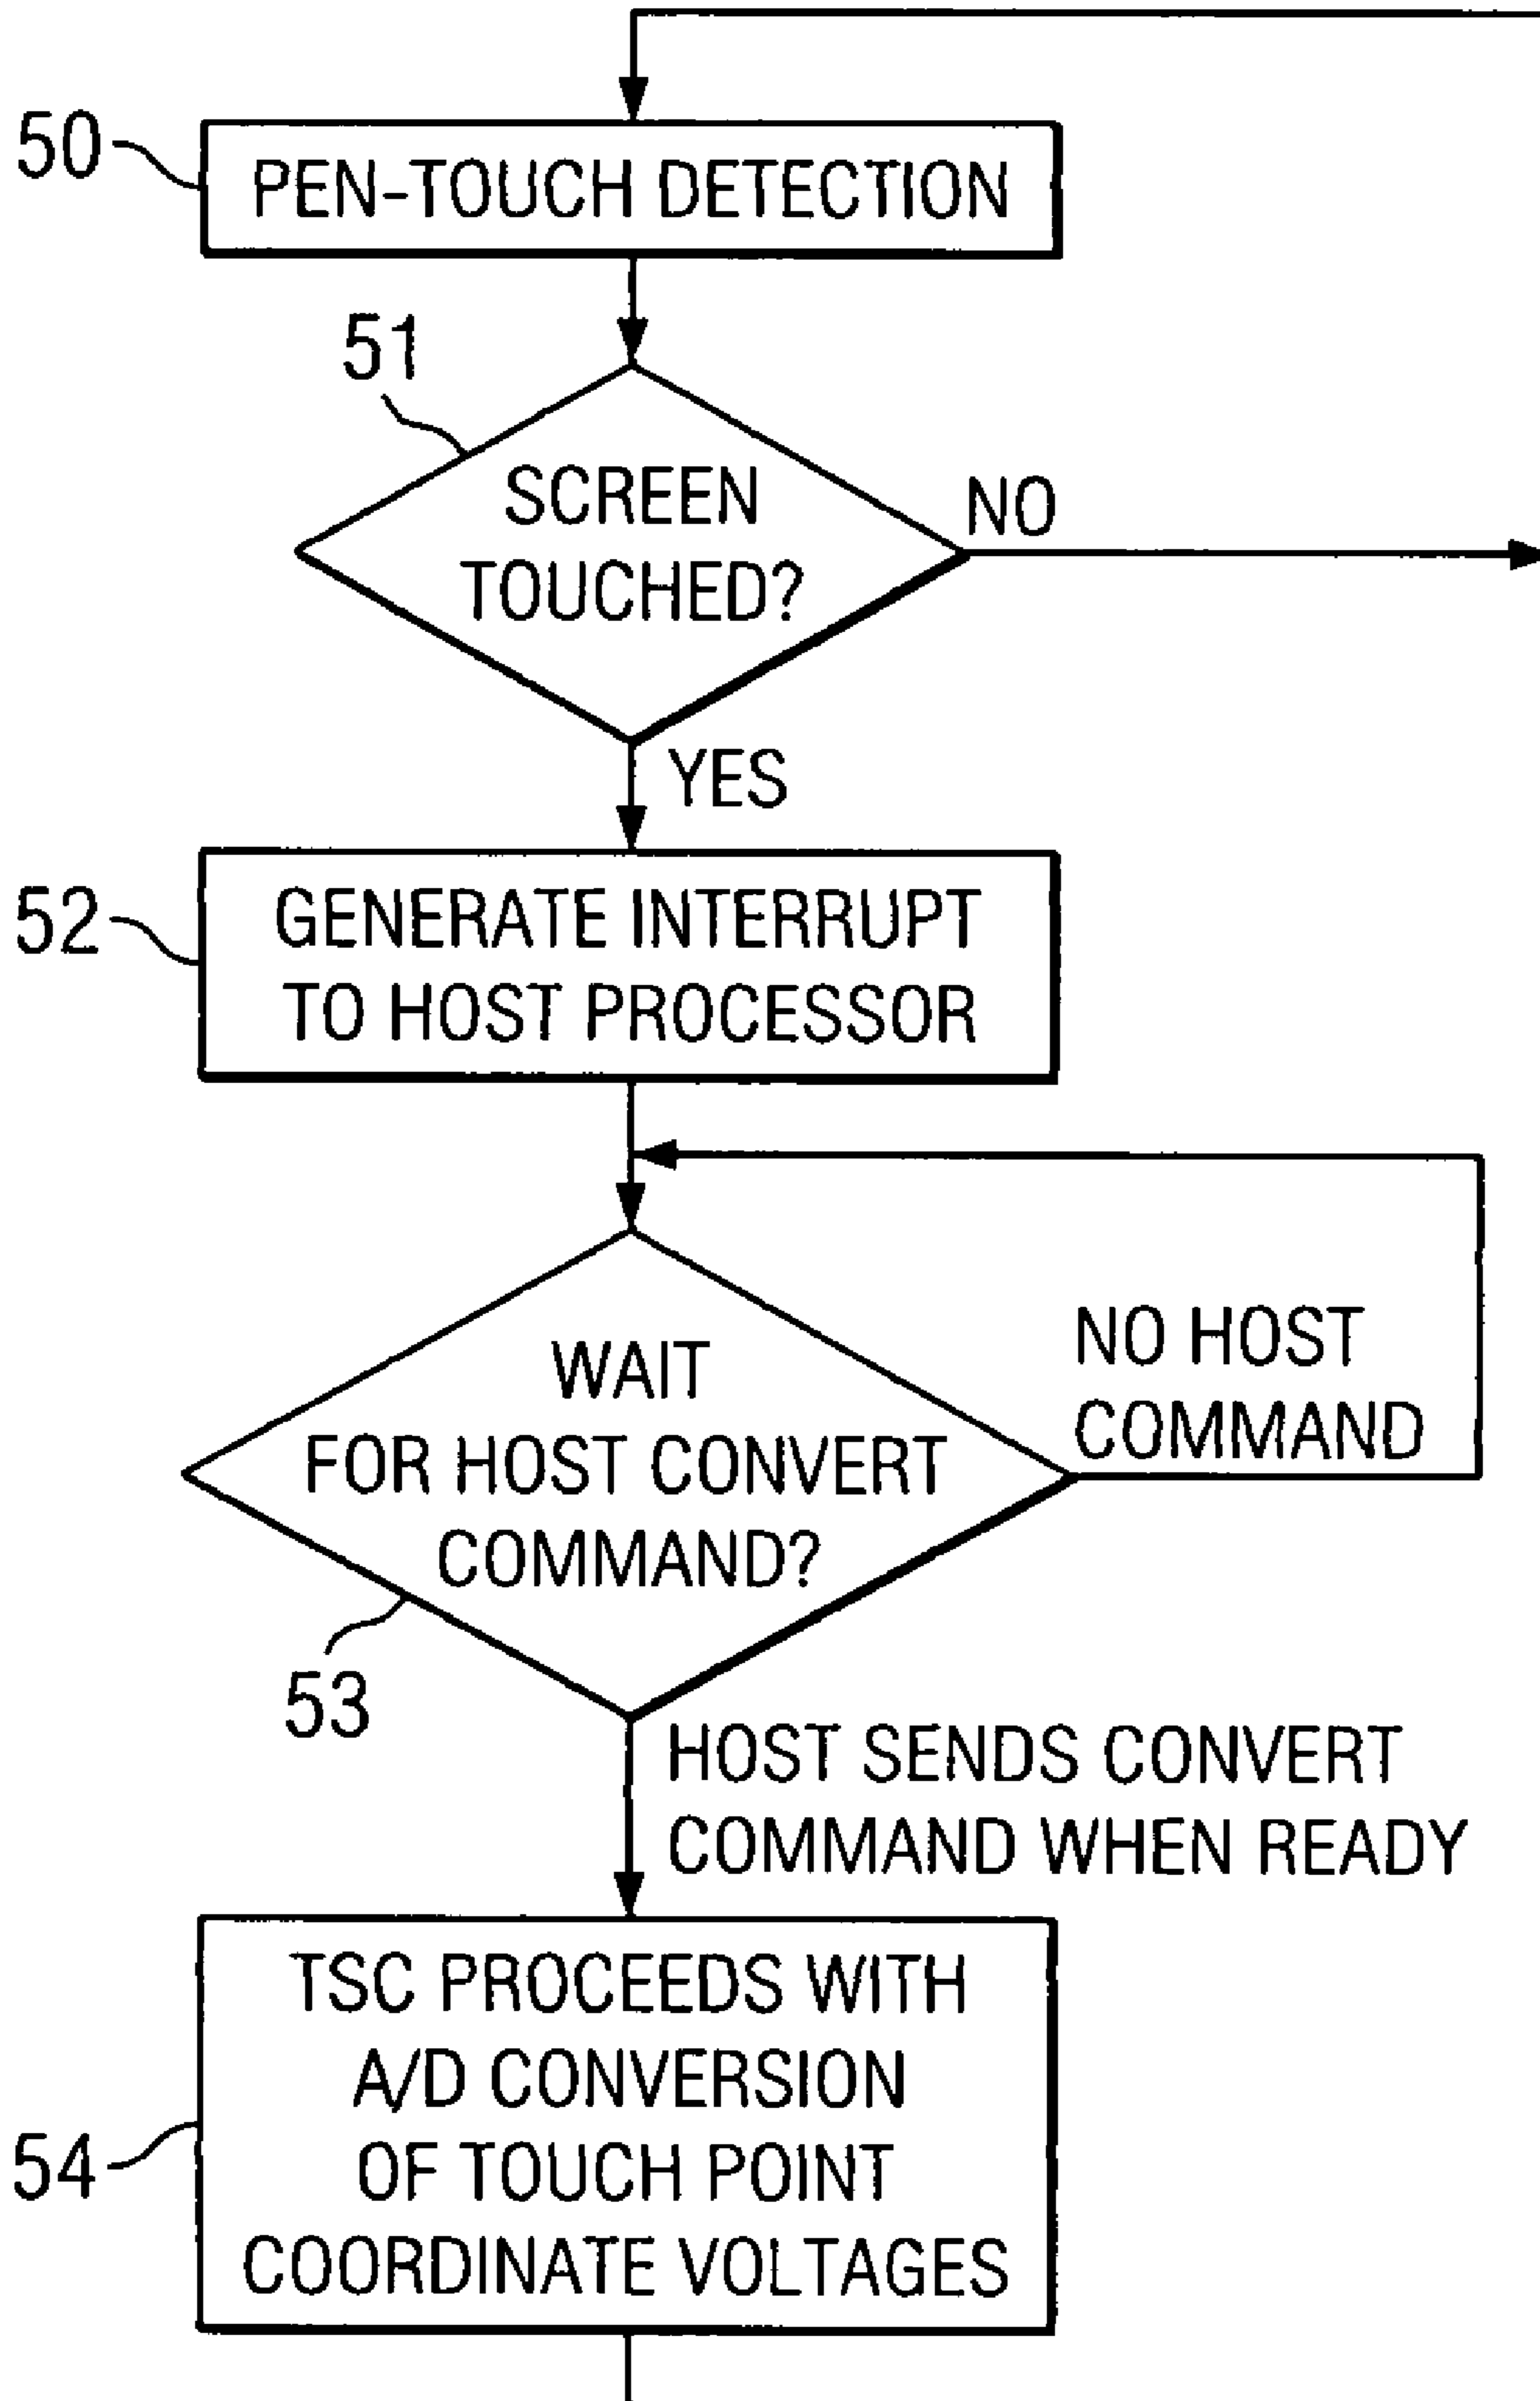 50
PEN-TOUCH DETECTION
51
SCREEN
TOUCHED?
NO
YES
52
GENERATE INTERRUPT
TO HOST PROCESSOR
WAIT
FOR HOST CONVERT
COMMAND?
NO HOST
COMMAND
53
HOST SENDS CONVERT
COMMAND WHEN READY
54
TSC PROCEEDS WITH
A/D CONVERSION
OF TOUCH POINT
COORDINATE VOLTAGES